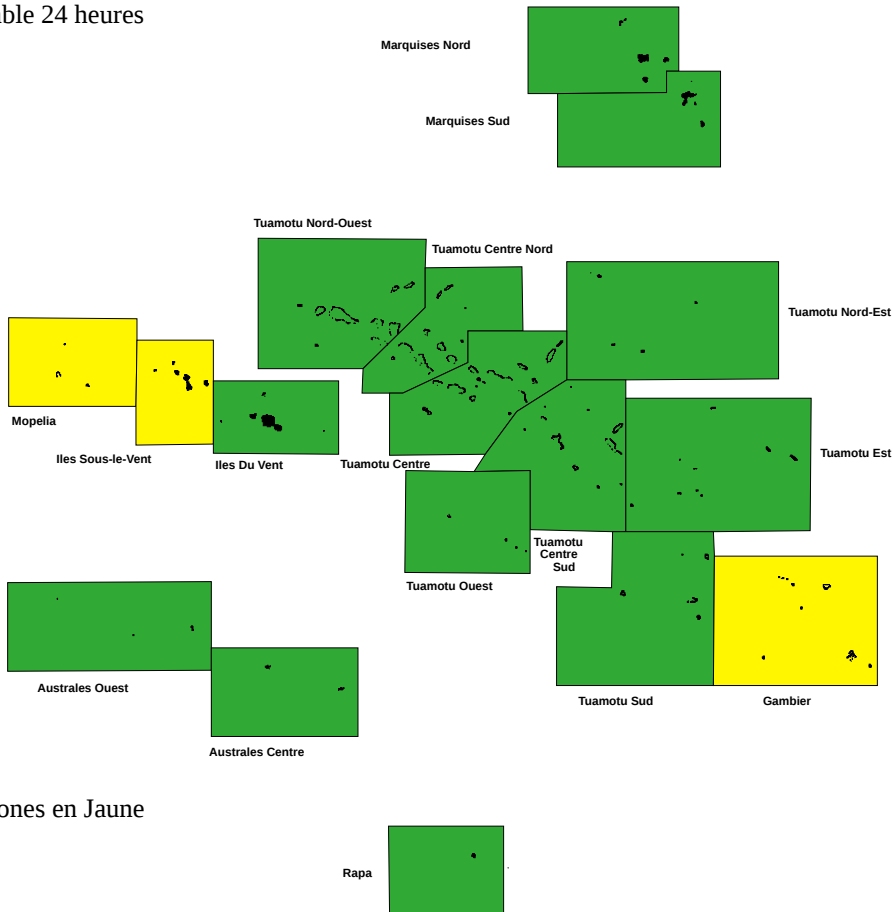 24 heures
Marquises Nord
Marquises Sud
Tuamotu Nord-Ouest
Tuamotu Centre Nord
Tuamotu Nord-Est
Mopelia
Iles Sous-le-Vent
Iles Du Vent
Tuamotu Centre
Tuamotu Est
Tuamotu
Centre
Sud
Tuamotu Ouest
Australes Ouest
Tuamotu Sud
Gambier
Australes Centre
en Jaune
Rapa